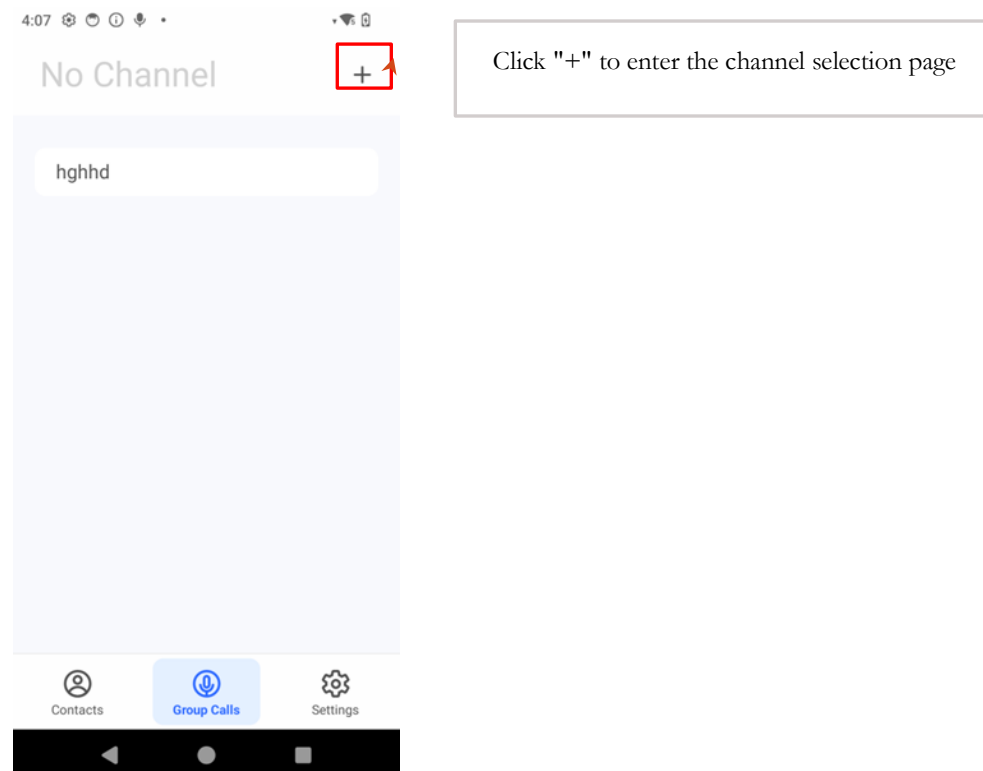 4:07
No Channel +
Click "+" to enter the channel selection page
hghhd
Contacts
Group Calls
Settings